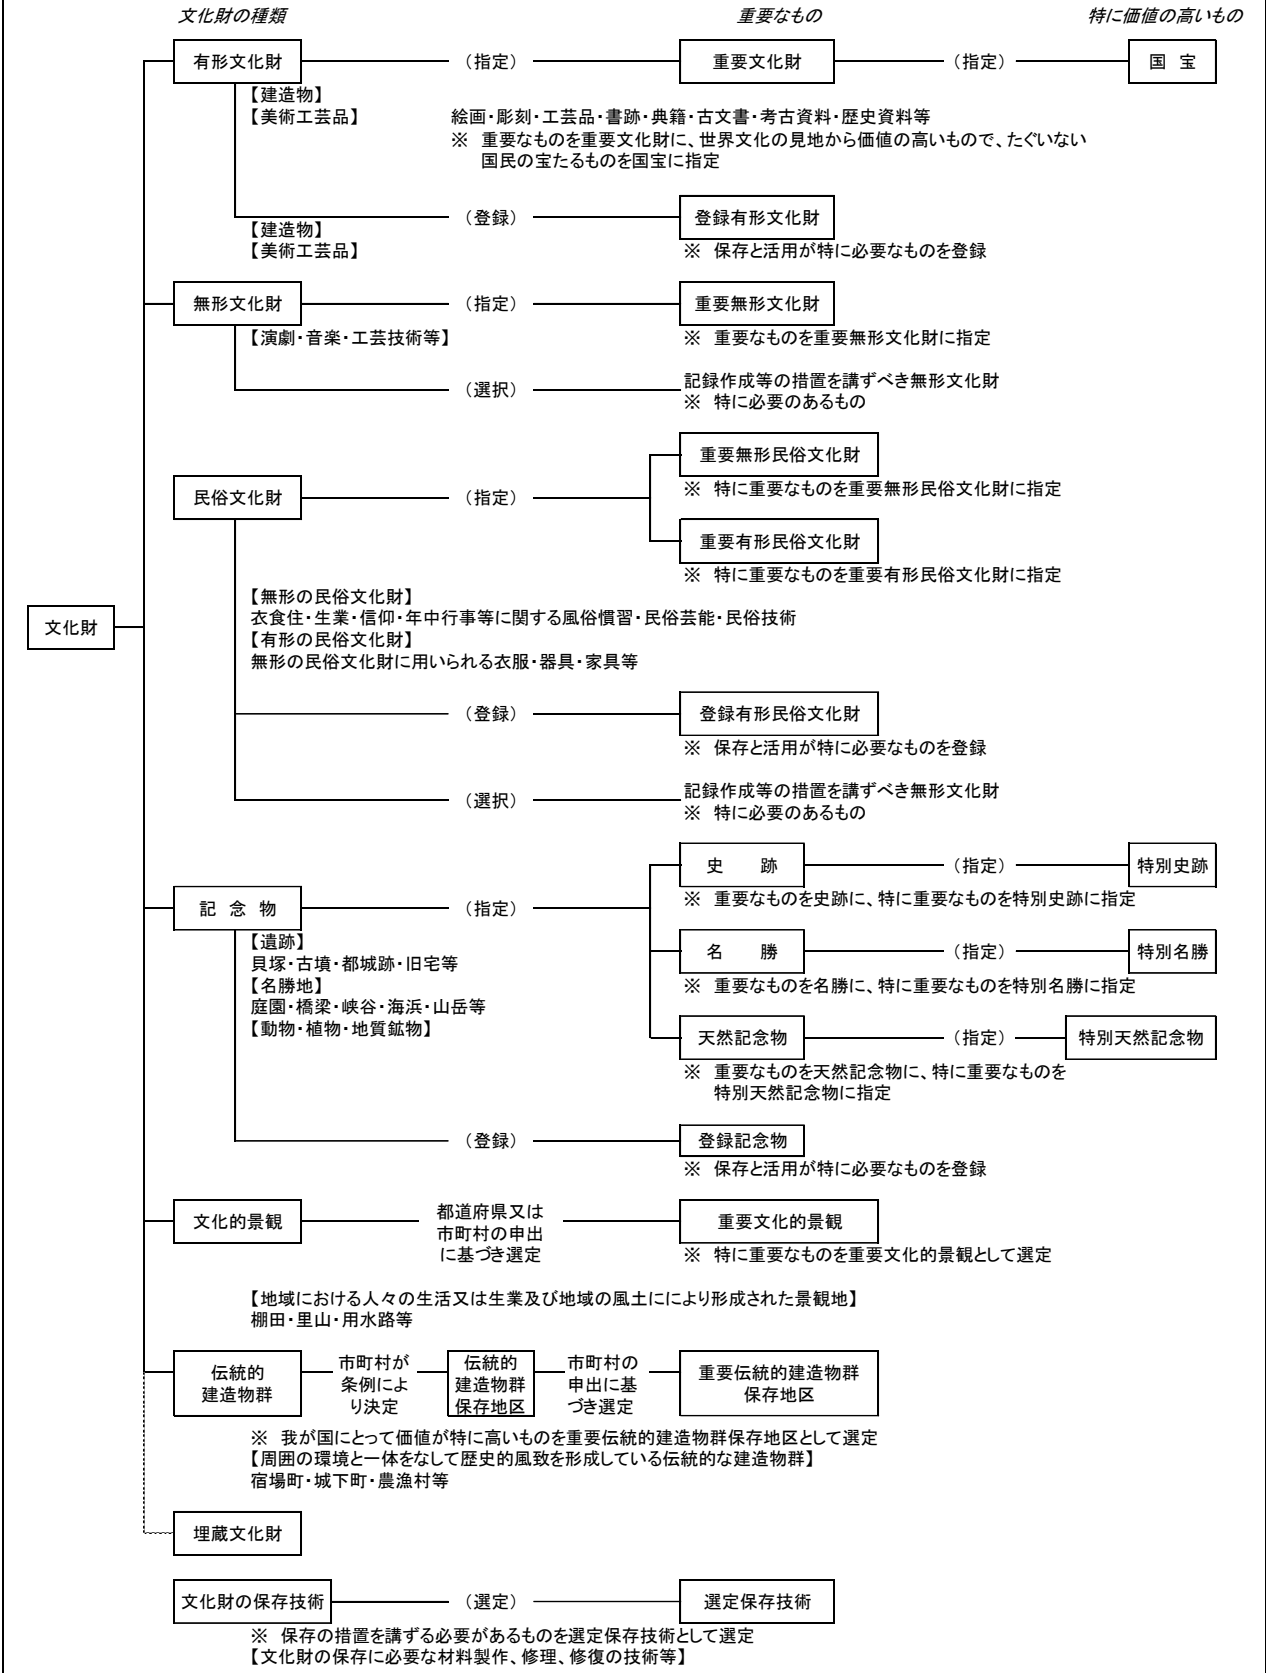 文化財の種類　重要なもの　特に価値の高いもの
有形文化財　（指定）　重要文化財　（指定）　国　宝
【建造物】
【美術工芸品】　絵画・彫刻・工芸品・書跡・典籍・古文書・考古資料・歴史資料等
※　重要なものを重要文化財に、世界文化の見地から価値の高いもので、たぐいない
国民の宝たるものを国宝に指定
（登録）　登録有形文化財
【建造物】
【美術工芸品】　※　保存と活用が特に必要なものを登録
無形文化財　（指定）　重要無形文化財
【演劇・音楽・工芸技術等】　※　重要なものを重要無形文化財に指定
（選択）　記録作成等の措置を講ずべき無形文化財
※　特に必要のあるもの
重要無形民俗文化財
※　特に重要なものを重要無形民俗文化財に指定
民俗文化財　（指定）
重要有形民俗文化財
※　特に重要なものを重要有形民俗文化財に指定
【無形の民俗文化財】
衣食住・生業・信仰・年中行事等に関する風俗慣習・民俗芸能・民俗技術
文化財
【有形の民俗文化財】
無形の民俗文化財に用いられる衣服・器具・家具等
（登録）　登録有形民俗文化財
※　保存と活用が特に必要なものを登録
（選択）　記録作成等の措置を講ずべき無形文化財
※　特に必要のあるもの
史　跡　（指定）　特別史跡
※　重要なものを史跡に、特に重要なものを特別史跡に指定
記　念　物　（指定）
【遺跡】
貝塚・古墳・都城跡・旧宅等
名　勝　（指定）　特別名勝
【名勝地】　※　重要なものを名勝に、特に重要なものを特別名勝に指定
庭園・橋梁・峡谷・海浜・山岳等
【動物・植物・地質鉱物】
天然記念物　（指定）　特別天然記念物
※　重要なものを天然記念物に、特に重要なものを
特別天然記念物に指定
（登録）　登録記念物
※　保存と活用が特に必要なものを登録
文化的景観　都道府県又は　重要文化的景観
市町村の申出
に基づき選定　※　特に重要なものを重要文化的景観として選定
【地域における人々の生活又は生業及び地域の風土ににより形成された景観地】
棚田・里山・用水路等
伝統的　市町村が　伝統的　市町村の　重要伝統的建造物群
建造物群　条例によ　建造物群　申出に基　保存地区
り決定　保存地区　づき選定
※　我が国にとって価値が特に高いものを重要伝統的建造物群保存地区として選定
【周囲の環境と一体をなして歴史的風致を形成している伝統的な建造物群】
宿場町・城下町・農漁村等
埋蔵文化財
文化財の保存技術　（選定）　選定保存技術
※　保存の措置を講ずる必要があるものを選定保存技術として選定
【文化財の保存に必要な材料製作、修理、修復の技術等】